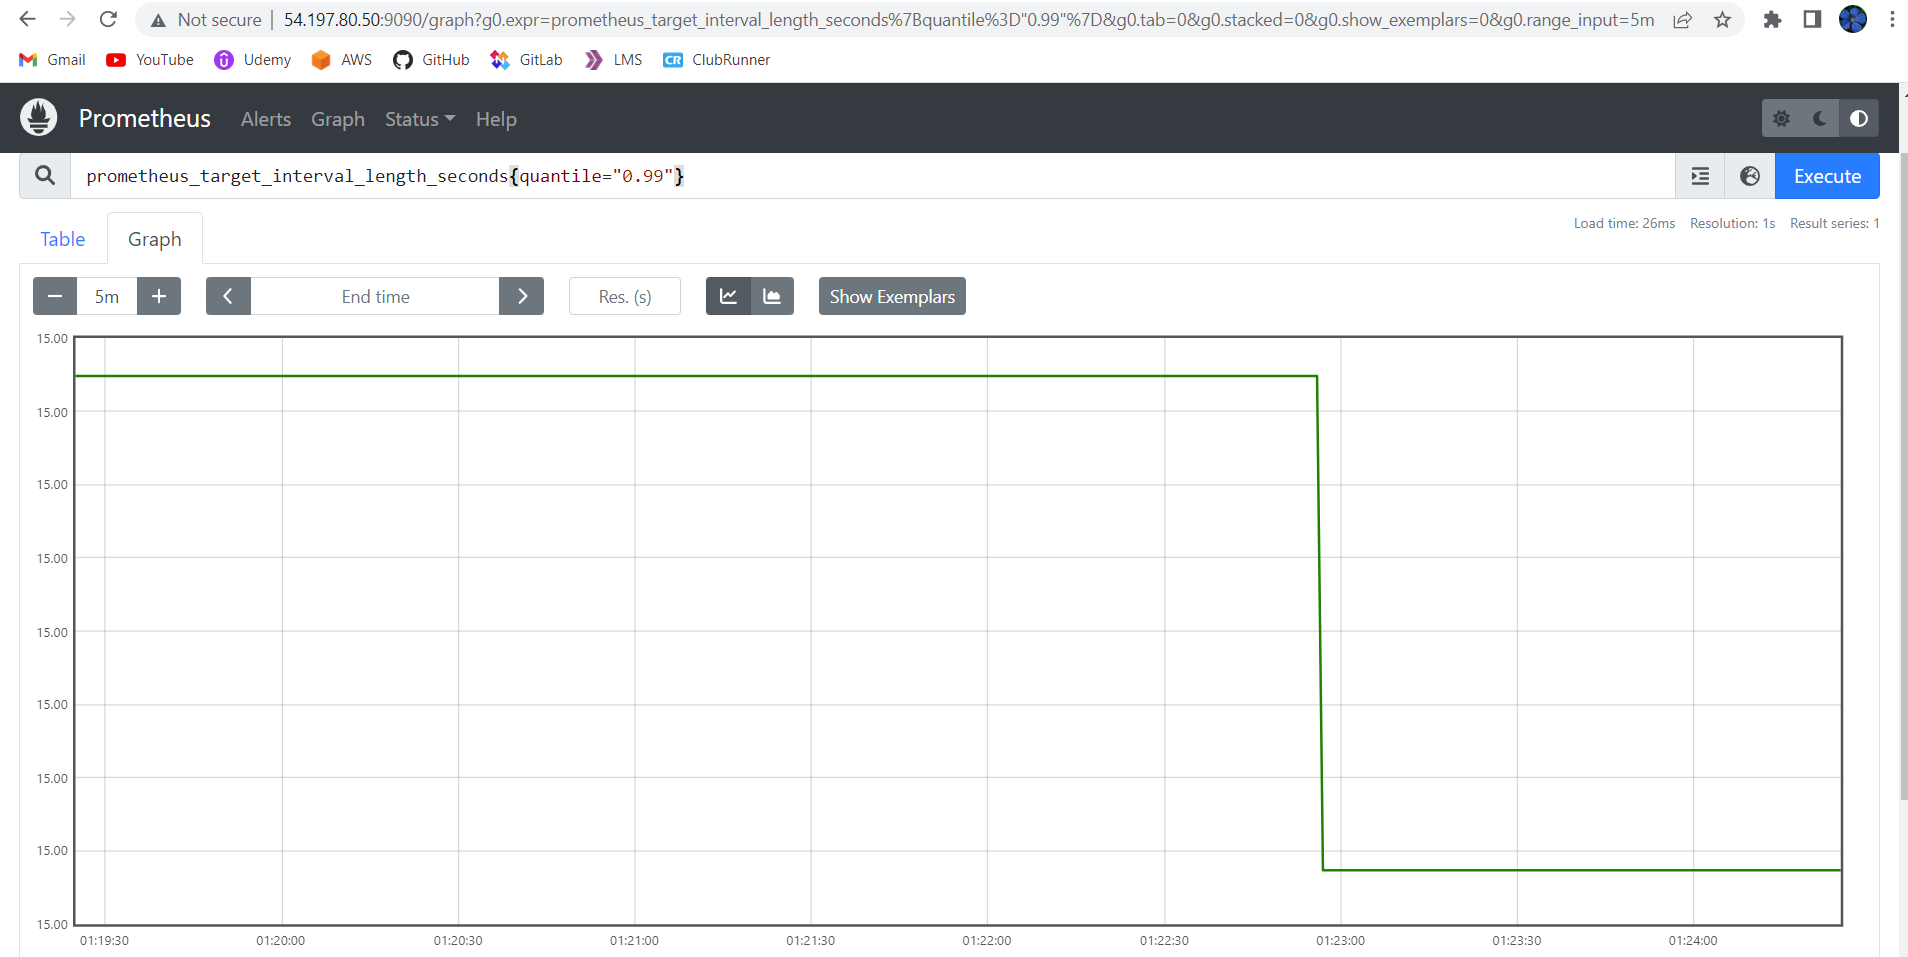 Not secure | 54.197.80.50:9090/graph?g0.expr=prometheus_target_interval_length_seconds%7Bquantile%3D"0.99"%7D&g0.tab=0&g0.stacked=0&g0.show_exemplars=0&g0.range_input=5m
Gmail YouTube Udemy AWS GitHub GitLab LMS CR ClubRunner
Prometheus Alerts Graph Status Help
prometheus_target_interval_length_seconds{quantile="0.99"} Execute
Load time: 26ms Resolution: 1s Result series: 1
Table Graph
5m End time Res. (s) Show Exemplars
15.00
15.00
15.00
15.00
15.00
15.00
15.00
15.00
15.00
01:19:30 01:20:00 01:20:30 01:21:00 01:21:30 01:22:00 01:22:30 01:23:00 01:23:30 01:24:00